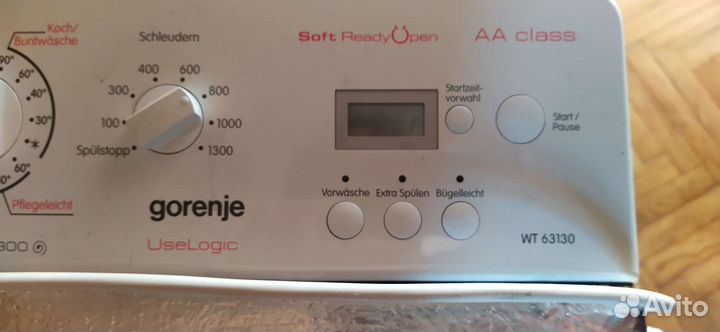 Koch/
Buntwäsche
90°
60°
40°
30°
60°
Pflegeleicht
Schleudern
400
600
300
800
100
1000
Spülstopp
1300
gorenje
UseLogic
Soft ReadyOpen
AA class
Startzeit-
vorwahl
Start /
Pause
Vorwäsche
Extra Spülen
Bügelleicht
WT 63130
Avito